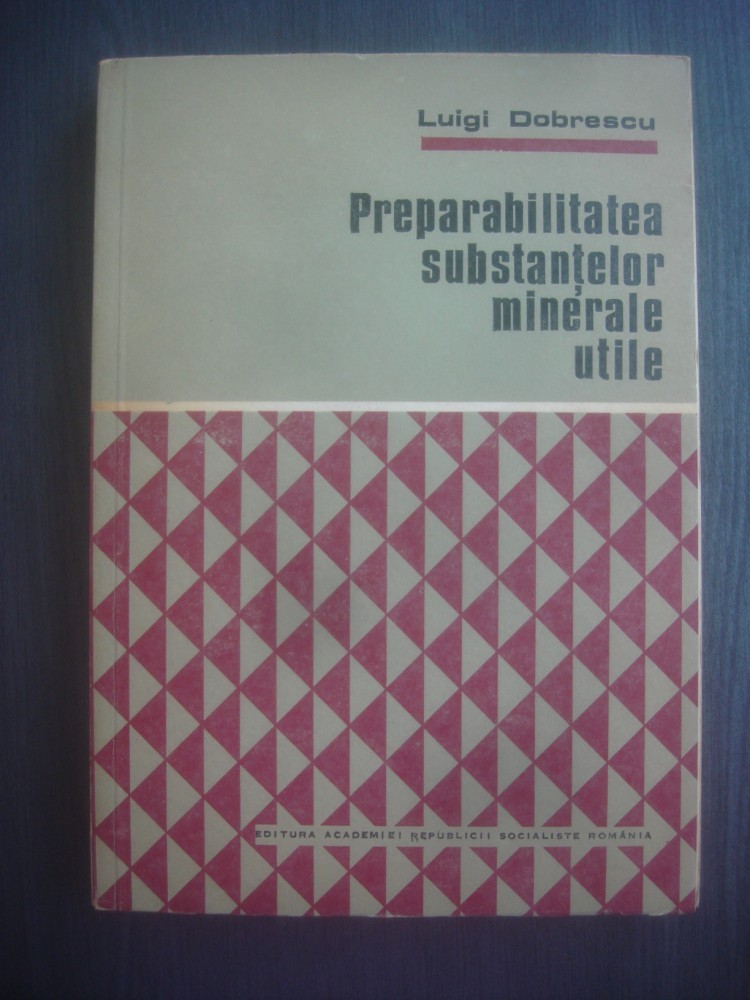 Luigi Dobrescu
Preparabilitatea
substanțelor
minerale
utile
EDITURA ACADEMIEI REPUBLICII SOCIALISTE ROMÂNIA